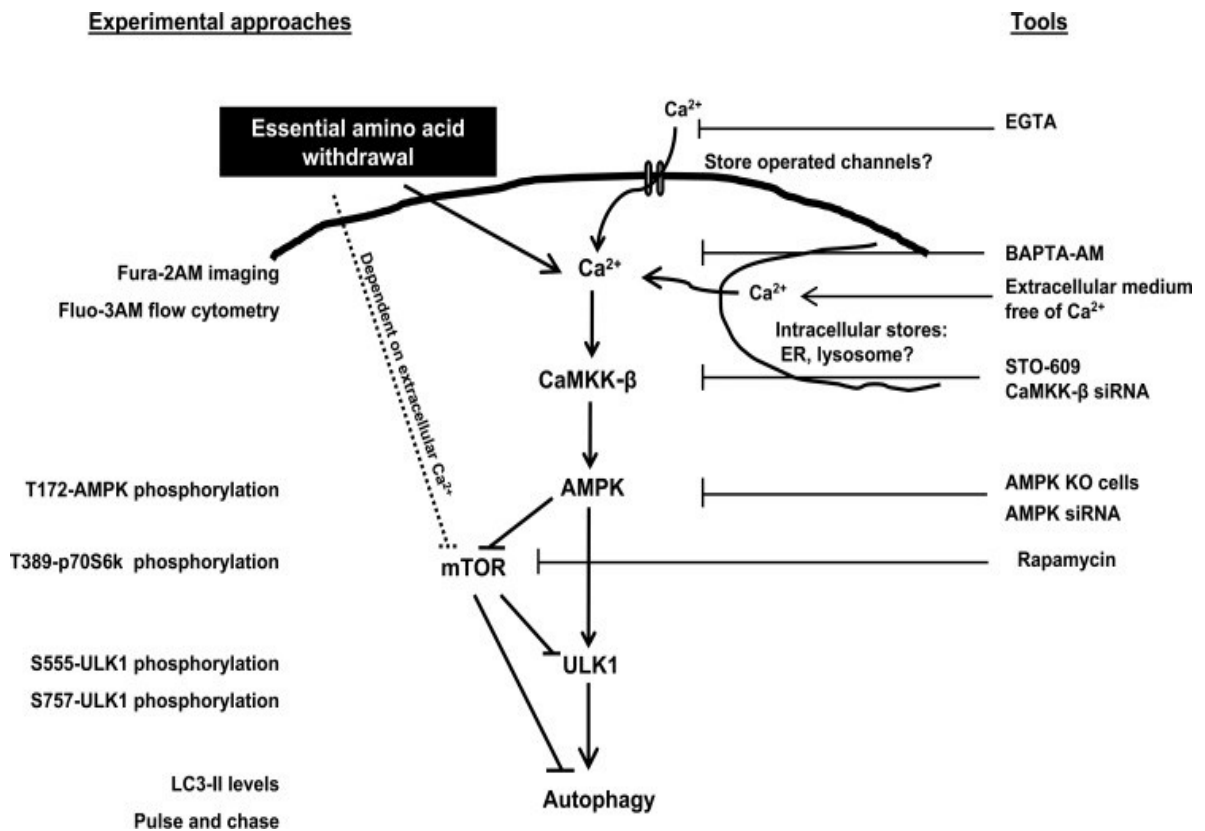 Experimental approaches
Tools
Essential amino acid
withdrawal
Ca²⁺
EGTA
Store operated channels?
Fura-2AM imaging
Fluo-3AM flow cytometry
Dependent on extracellular Ca²⁺
Ca²⁺
Ca²⁺
BAPTA-AM
Extracellular medium
free of Ca²⁺
Intracellular stores:
ER, lysosome?
CaMKK-β
STO-609
CaMKK-β siRNA
T172-AMPK phosphorylation
AMPK
AMPK KO cells
AMPK siRNA
T389-p70S6k phosphorylation
mTOR
Rapamycin
S555-ULK1 phosphorylation
S757-ULK1 phosphorylation
ULK1
LC3-II levels
Pulse and chase
Autophagy